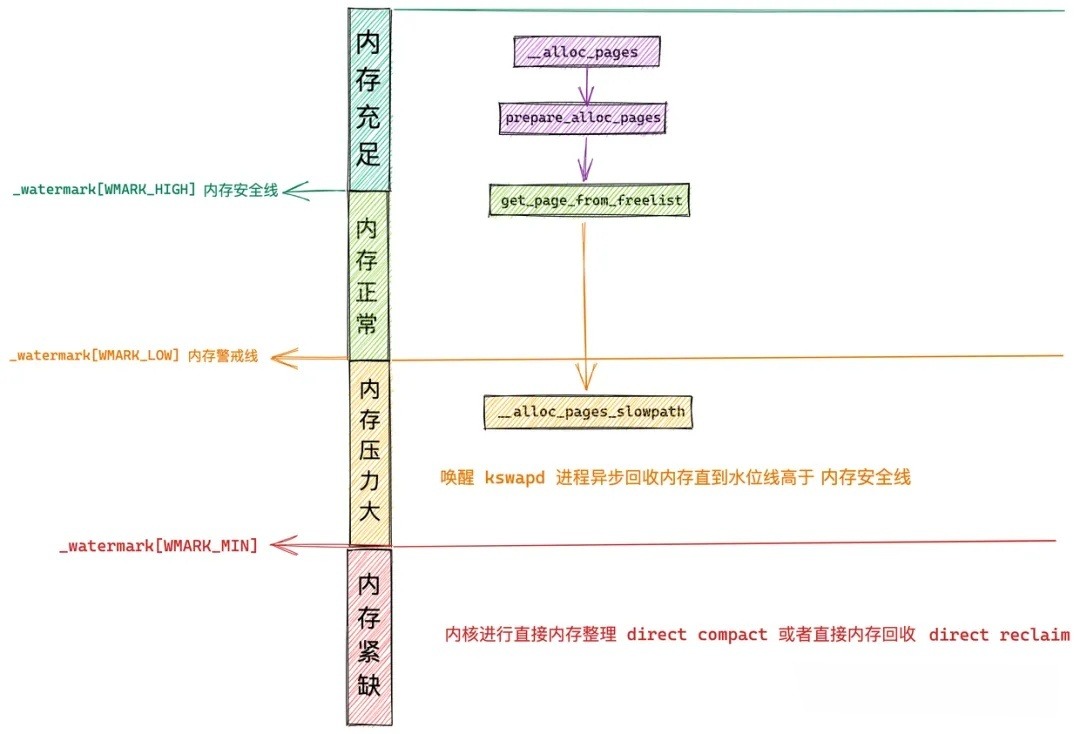 内存充足
__alloc_pages
prepare_alloc_pages
_watermark[WMARK_HIGH] 内存安全线
get_page_from_freelist
内存正常
_watermark[WMARK_LOW] 内存警戒线
内存压力大
__alloc_pages_slowpath
唤醒 kswapd 进程异步回收内存直到水位线高于 内存安全线
_watermark[WMARK_MIN]
内存紧缺
内核进行直接内存整理 direct compact 或者直接内存回收 direct reclaim